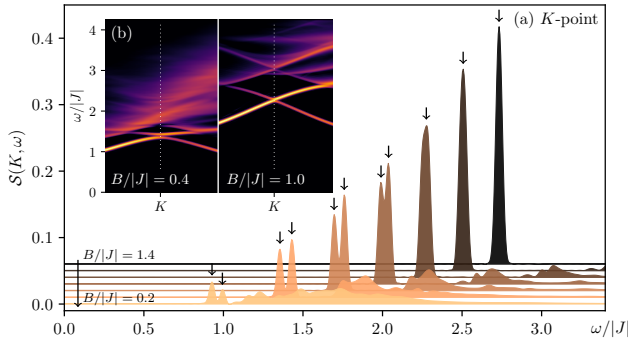 (a) K-point
(b)
0.4
0.3
0.2
0.1
0.0
S(K, ω)
4
3
2
1
0
ω/|J|
B/|J| = 0.4
B/|J| = 1.0
K
K
B/|J| = 1.4
B/|J| = 0.2
0.0 0.5 1.0 1.5 2.0 2.5 3.0 ω/|J|